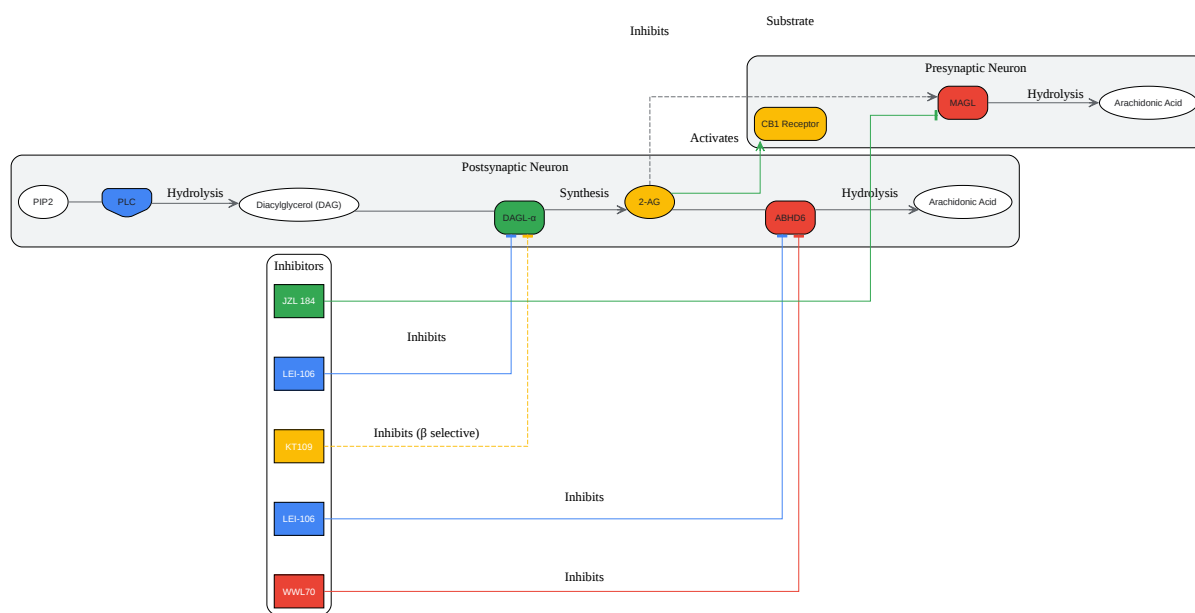 Substrate
Inhibits
Presynaptic Neuron
MAGL
Hydrolysis
Arachidonic Acid
CB1 Receptor
Activates
Postsynaptic Neuron
PIP2
PLC
Hydrolysis
Diacylglycerol (DAG)
DAGL-α
Synthesis
2-AG
ABHD6
Hydrolysis
Arachidonic Acid
Inhibitors
JZL 184
Inhibits
LEI-106
Inhibits (β selective)
KT109
Inhibits
LEI-106
Inhibits
WWL70